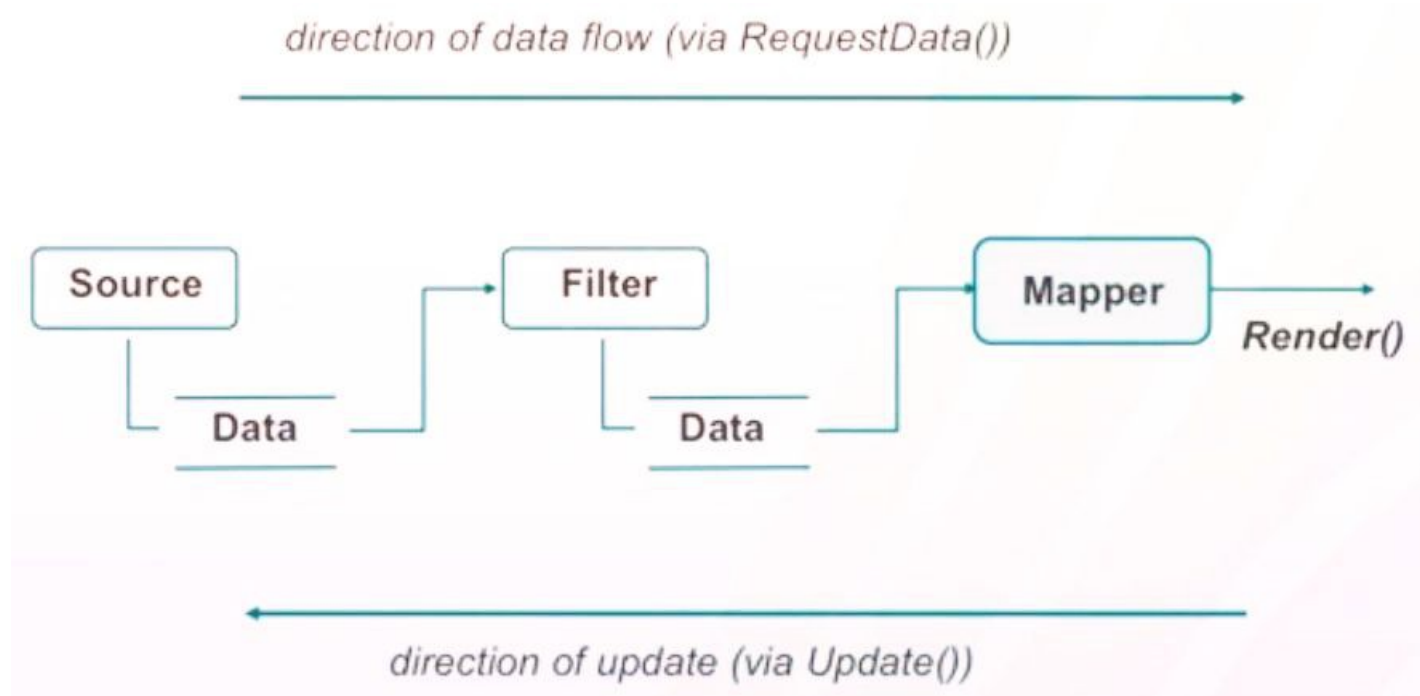 direction of data flow (via RequestData())
Source
Filter
Mapper
Render()
Data
Data
direction of update (via Update())